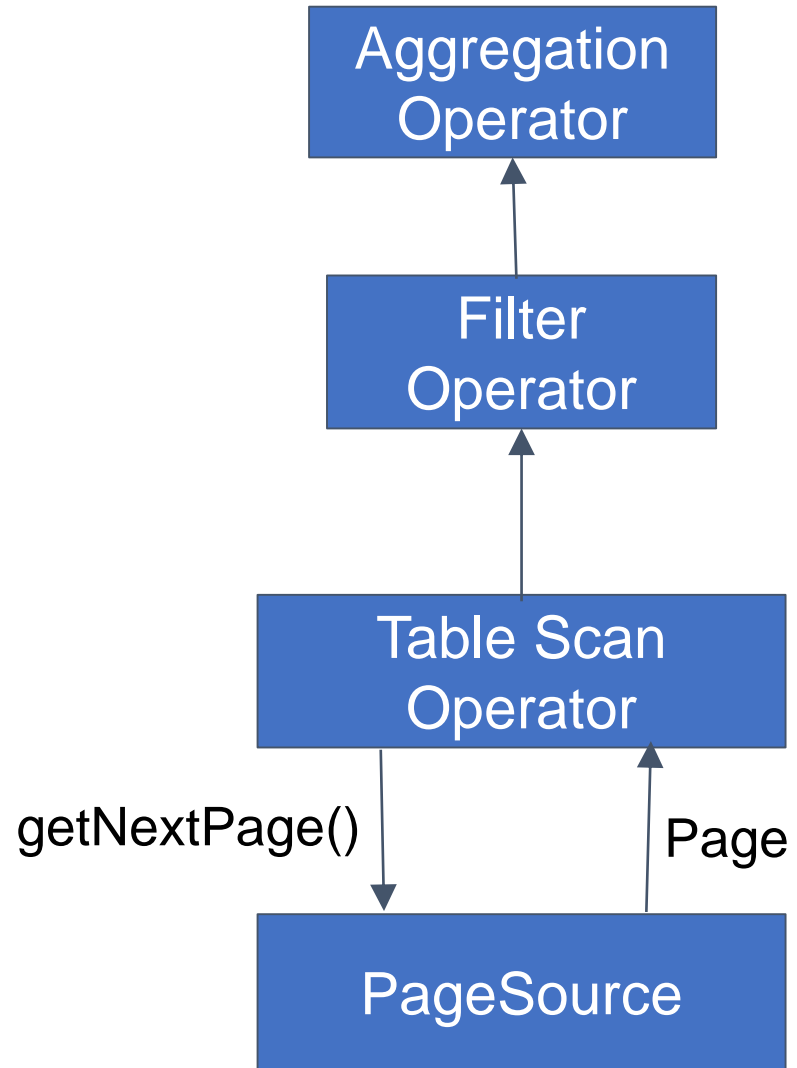 Aggregation
Operator
Filter
Operator
Table Scan
Operator
getNextPage()
Page
PageSource